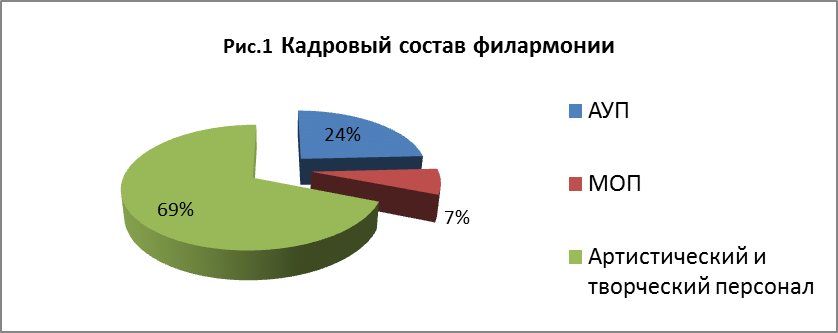 Рис.1 Кадровый состав филармонии
24%
7%
69%
АУП
МОП
Артистический и
творческий персонал